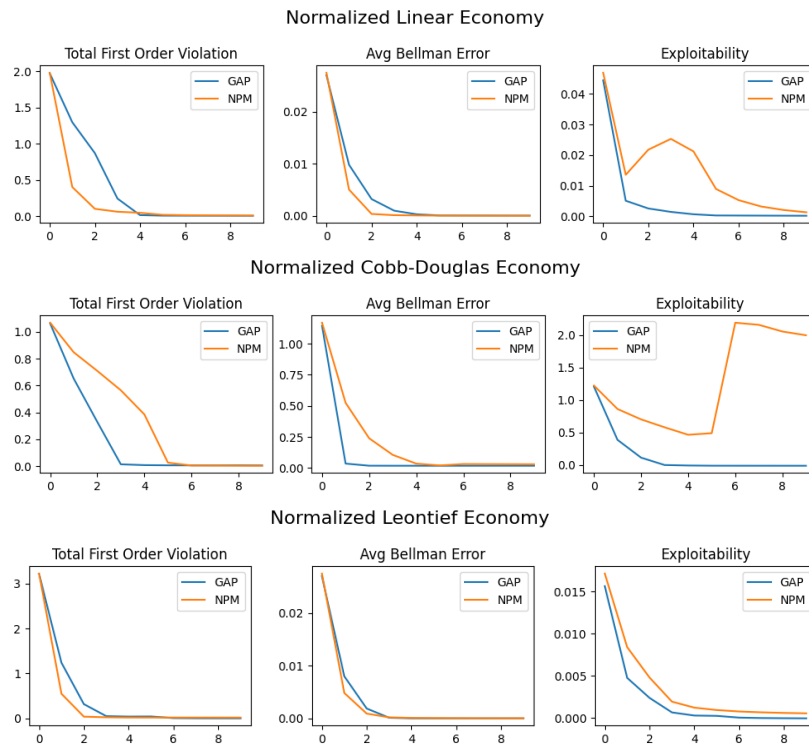 Normalized Linear Economy
Total First Order Violation
Avg Bellman Error
Exploitability
2.0
1.5
1.0
0.5
0.0
GAP
NPM
0 2 4 6 8
0.02
0.01
0.00
GAP
NPM
0 2 4 6 8
0.04
0.03
0.02
0.01
0.00
GAP
NPM
0 2 4 6 8
Normalized Cobb-Douglas Economy
Total First Order Violation
Avg Bellman Error
Exploitability
1.0
0.8
0.6
0.4
0.2
0.0
GAP
NPM
0 2 4 6 8
1.00
0.75
0.50
0.25
0.00
GAP
NPM
0 2 4 6 8
2.0
1.5
1.0
0.5
0.0
GAP
NPM
0 2 4 6 8
Normalized Leontief Economy
Total First Order Violation
Avg Bellman Error
Exploitability
3
2
1
0
GAP
NPM
0 2 4 6 8
0.02
0.01
0.00
GAP
NPM
0 2 4 6 8
0.015
0.010
0.005
0.000
GAP
NPM
0 2 4 6 8